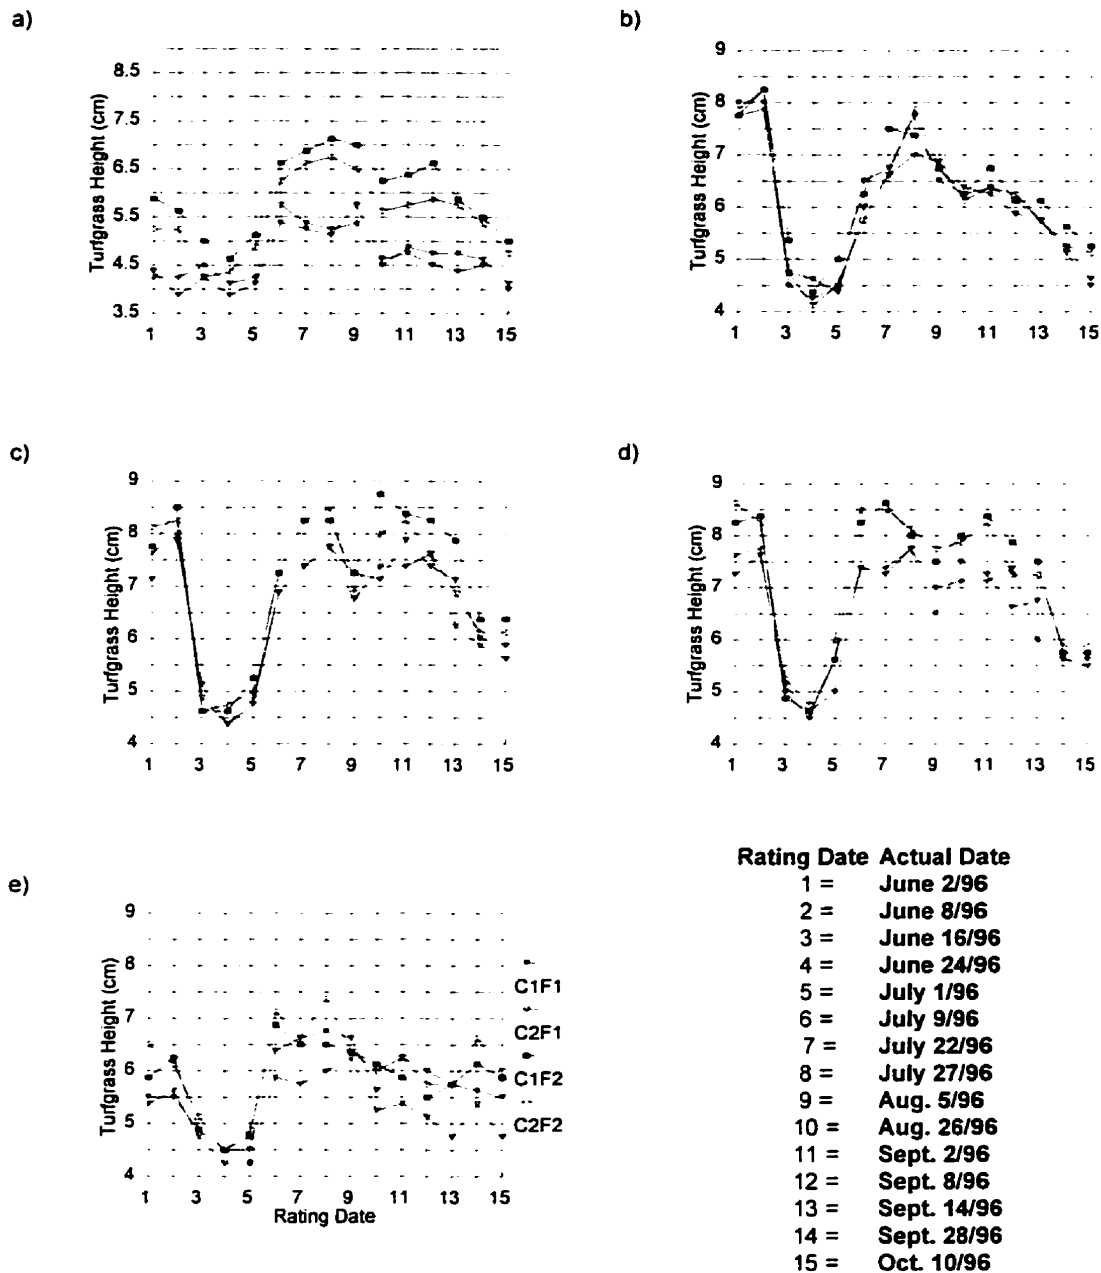 a)
8.5
7.5
6.5
5.5
4.5
3.5
Turfgrass Height (cm)
1 3 5 7 9 11 13 15
b)
9
8
7
6
5
4
Turfgrass Height (cm)
1 3 5 7 9 11 13 15
c)
9
8
7
6
5
4
Turfgrass Height (cm)
1 3 5 7 9 11 13 15
d)
9
8
7
6
5
4
Turfgrass Height (cm)
1 3 5 7 9 11 13 15
e)
9
8
7
6
5
4
Turfgrass Height (cm)
1 3 5 7 9 11 13 15
Rating Date
C1F1
C2F1
C1F2
C2F2
Rating Date Actual Date
1 = June 2/96
2 = June 8/96
3 = June 16/96
4 = June 24/96
5 = July 1/96
6 = July 9/96
7 = July 22/96
8 = July 27/96
9 = Aug. 5/96
10 = Aug. 26/96
11 = Sept. 2/96
12 = Sept. 8/96
13 = Sept. 14/96
14 = Sept. 28/96
15 = Oct. 10/96